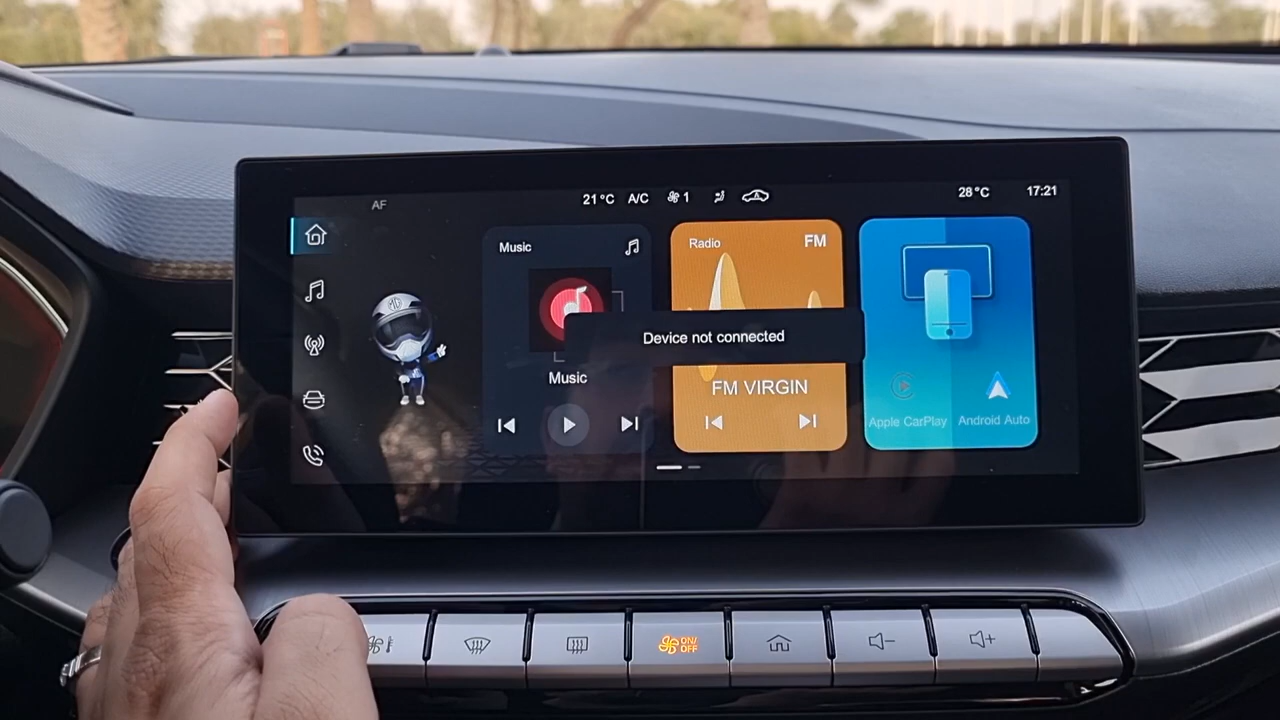 AF
21°C A/C 1
28°C
17:21
Music
Radio
FM
MG
Device not connected
Music
FM VIRGIN
Apple CarPlay
Android Auto
ON/
OFF